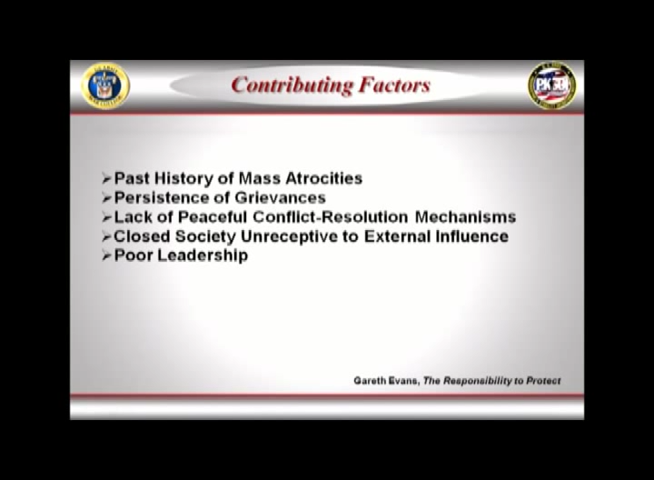 Contributing Factors
PKSOI
➢Past History of Mass Atrocities
➢Persistence of Grievances
➢Lack of Peaceful Conflict-Resolution Mechanisms
➢Closed Society Unreceptive to External Influence
➢Poor Leadership
Gareth Evans, The Responsibility to Protect